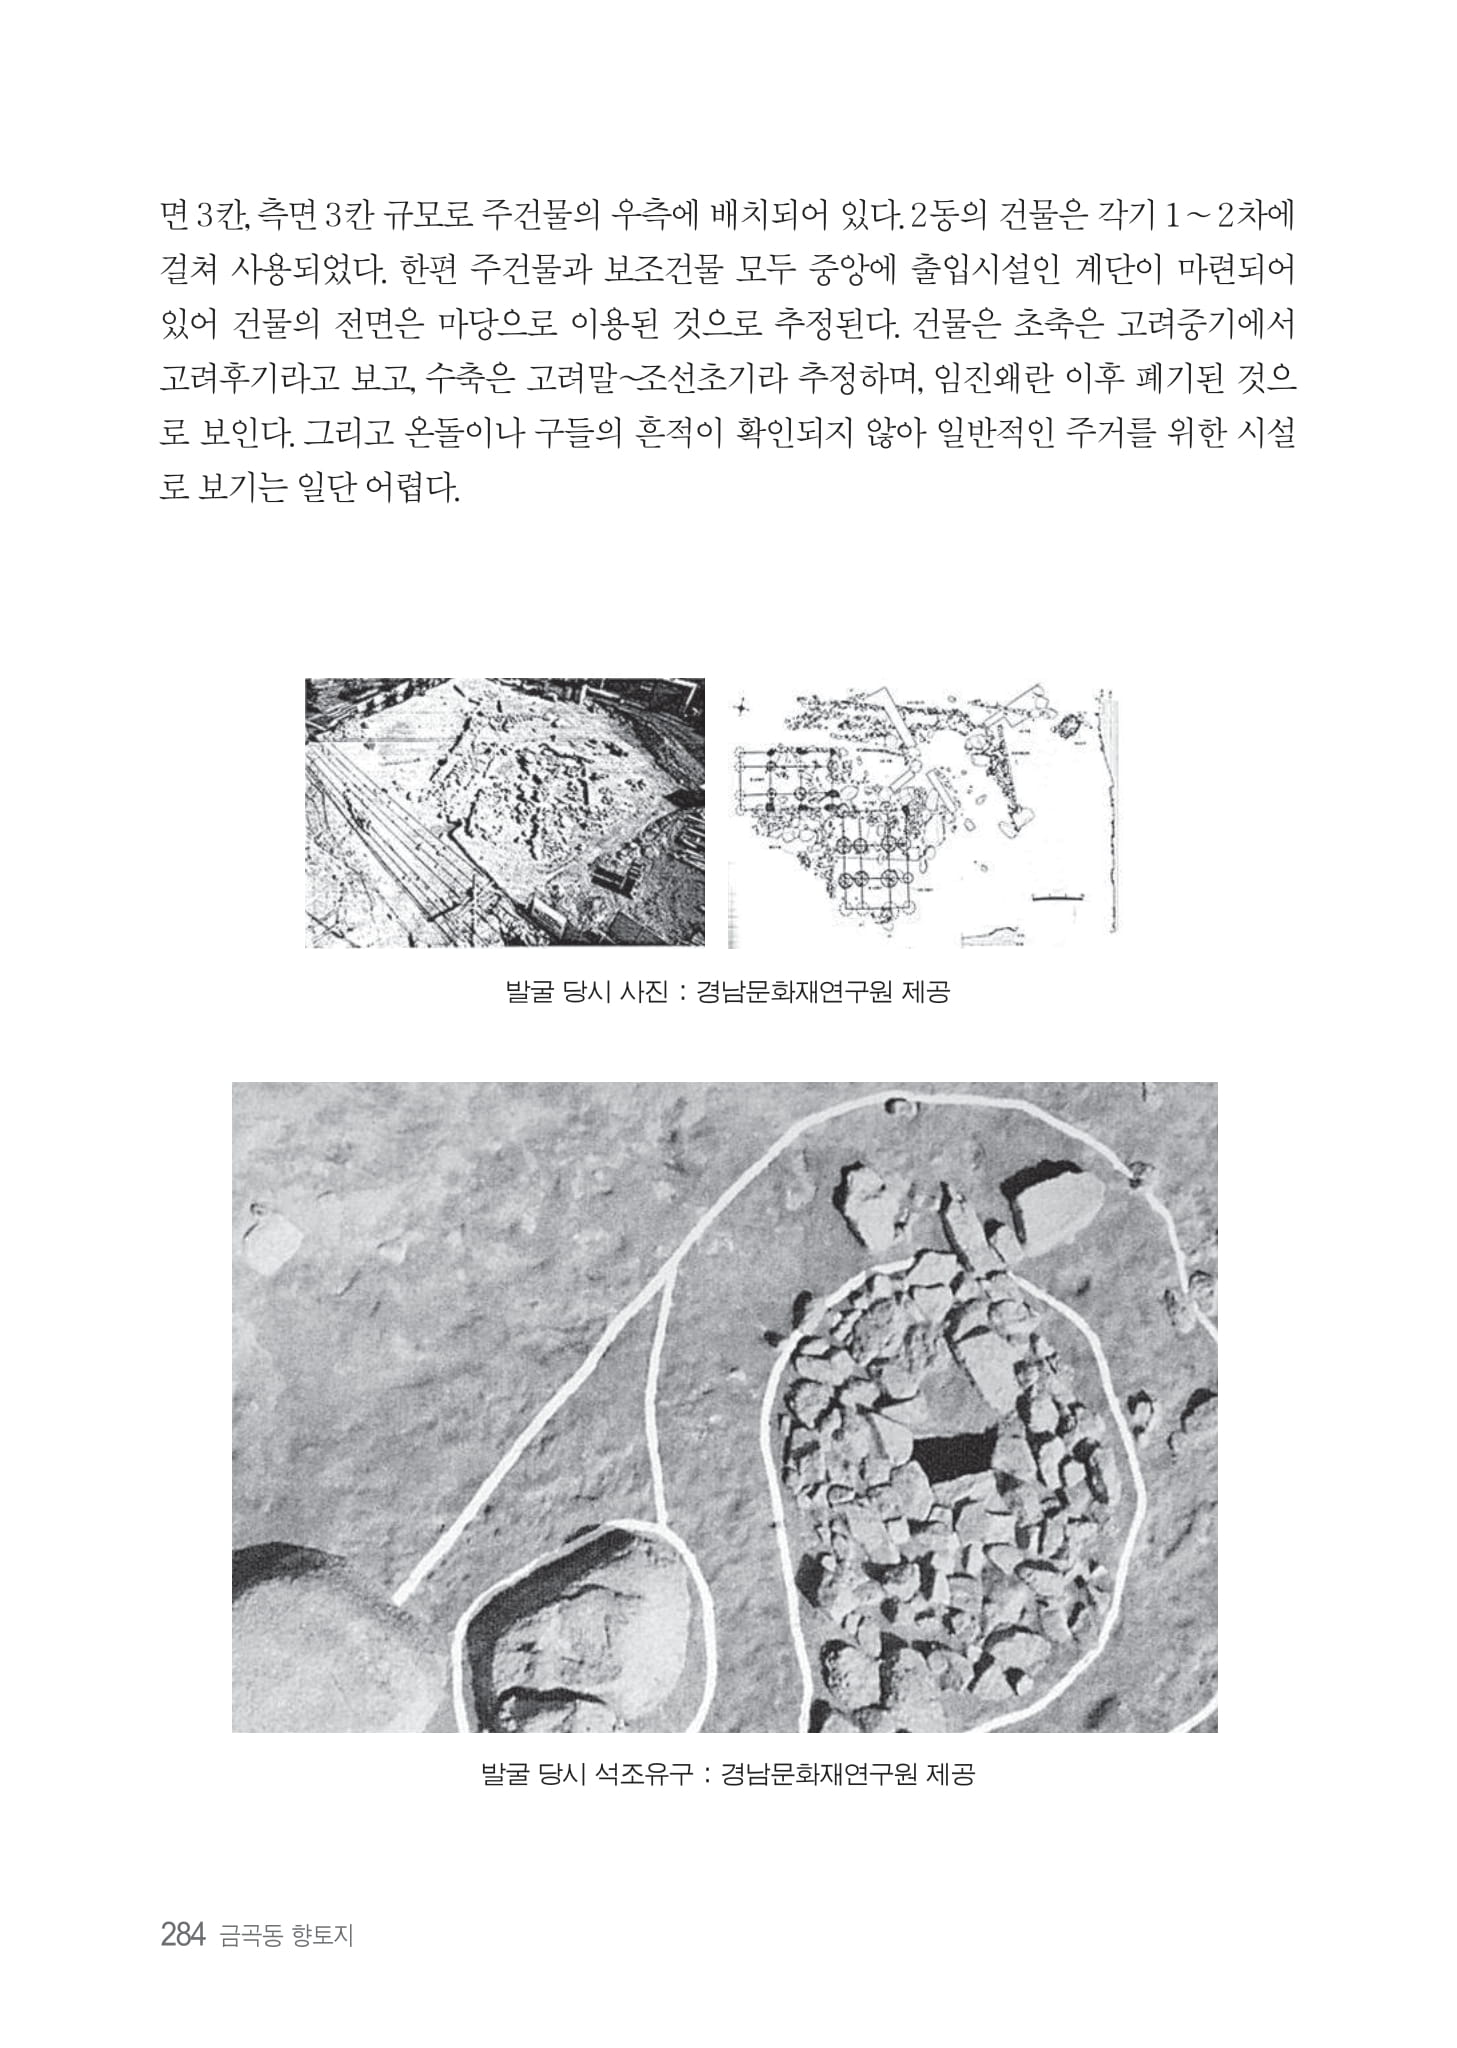 면 3칸, 측면 3칸 규모로 주건물의 우측에 배치되어 있다. 2동의 건물은 각기 1～2차에
걸쳐 사용되었다. 한편 주건물과 보조건물 모두 중앙에 출입시설인 계단이 마련되어
있어 건물의 전면은 마당으로 이용된 것으로 추정된다. 건물은 초축은 고려중기에서
고려후기라고 보고, 수축은 고려말~조선초기라 추정하며, 임진왜란 이후 폐기된 것으
로 보인다. 그리고 온돌이나 구들의 흔적이 확인되지 않아 일반적인 주거를 위한 시설
로 보기는 일단 어렵다.
발굴 당시 사진 : 경남문화재연구원 제공
발굴 당시 석조유구 : 경남문화재연구원 제공
284 금곡동 향토지